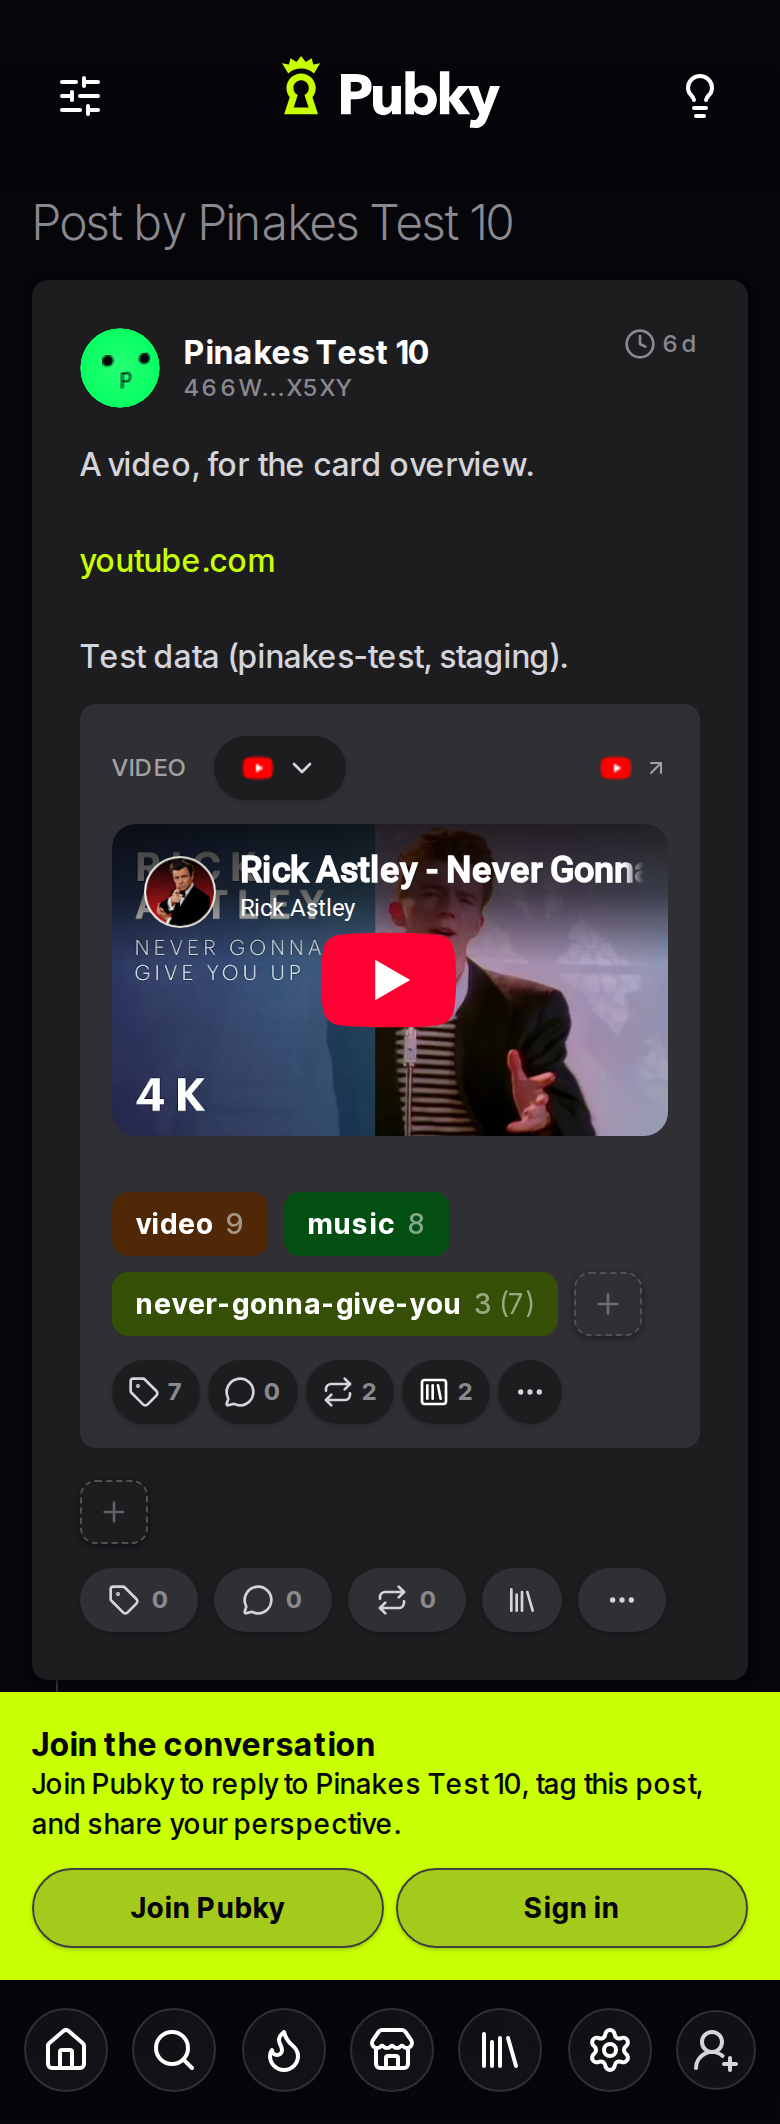 Pubky
Post by Pinakes Test 10
Pinakes Test 10
466W...X5XY
6d
P
A video, for the card overview.
youtube.com
Test data (pinakes-test, staging).
VIDEO
Rick Astley - Never Gonna
Rick Astley
RICK
ASTLEY
NEVER GONNA
GIVE YOU UP
4K
video 9
music 8
never-gonna-give-you 3 (7)
7 0 2 2
0 0 0
Join the conversation
Join Pubky to reply to Pinakes Test 10, tag this post,
and share your perspective.
Join Pubky
Sign in